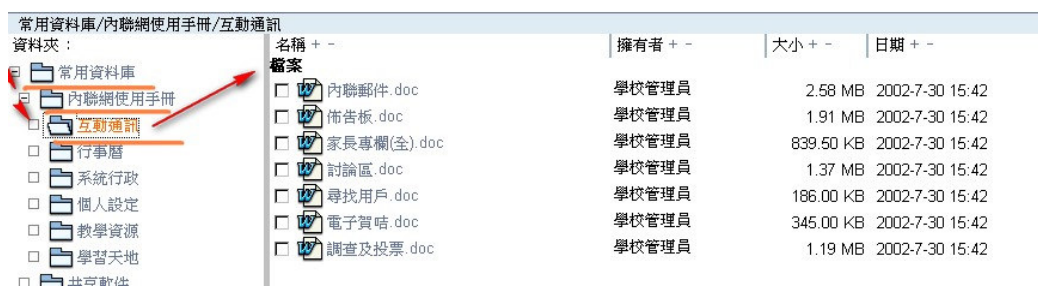 常用資料庫/內聯網使用手冊/互動通訊
資料夾：
名稱 + - 擁有者 + - 大小 + - 日期 + -
常用資料庫
內聯網使用手冊
互動通訊
行事曆
系統行政
個人設定
教學資源
學習天地
共享軟件
檔案
內聯郵件.doc 學校管理員 2.58 MB 2002-7-30 15:42
佈告板.doc 學校管理員 1.91 MB 2002-7-30 15:42
家長專欄(全).doc 學校管理員 839.50 KB 2002-7-30 15:42
討論區.doc 學校管理員 1.37 MB 2002-7-30 15:42
尋找用戶.doc 學校管理員 186.00 KB 2002-7-30 15:42
電子賀咭.doc 學校管理員 345.00 KB 2002-7-30 15:42
調查及投票.doc 學校管理員 1.19 MB 2002-7-30 15:42